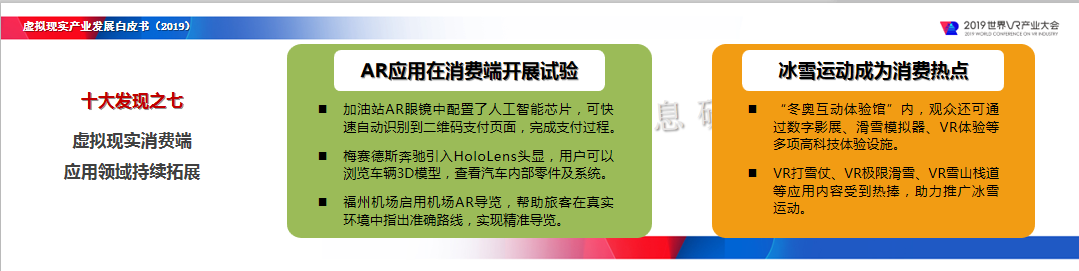 虚拟现实产业发展白皮书（2019）
2019世界VR产业大会
2019 WORLD CONFERENCE ON VR INDUSTRY
十大发现之七
虚拟现实消费端
应用领域持续拓展
AR应用在消费端开展试验
■ 加油站AR眼镜中配置了人工智能芯片，可快
速自动识别到二维码支付页面，完成支付过程。
■ 梅赛德斯奔驰引入HoloLens头显，用户可以
浏览车辆3D模型，查看汽车内部零件及系统。
■ 福州机场启用机场AR导览，帮助旅客在真实
环境中指出准确路线，实现精准导览。
息
冰雪运动成为消费热点
■ “冬奥互动体验馆”内，观众还可通
过数字影展、滑雪模拟器、VR体验等
多项高科技体验设施。
■ VR打雪仗、VR极限滑雪、VR雪山栈道
等应用内容受到热捧，助力推广冰雪
运动。